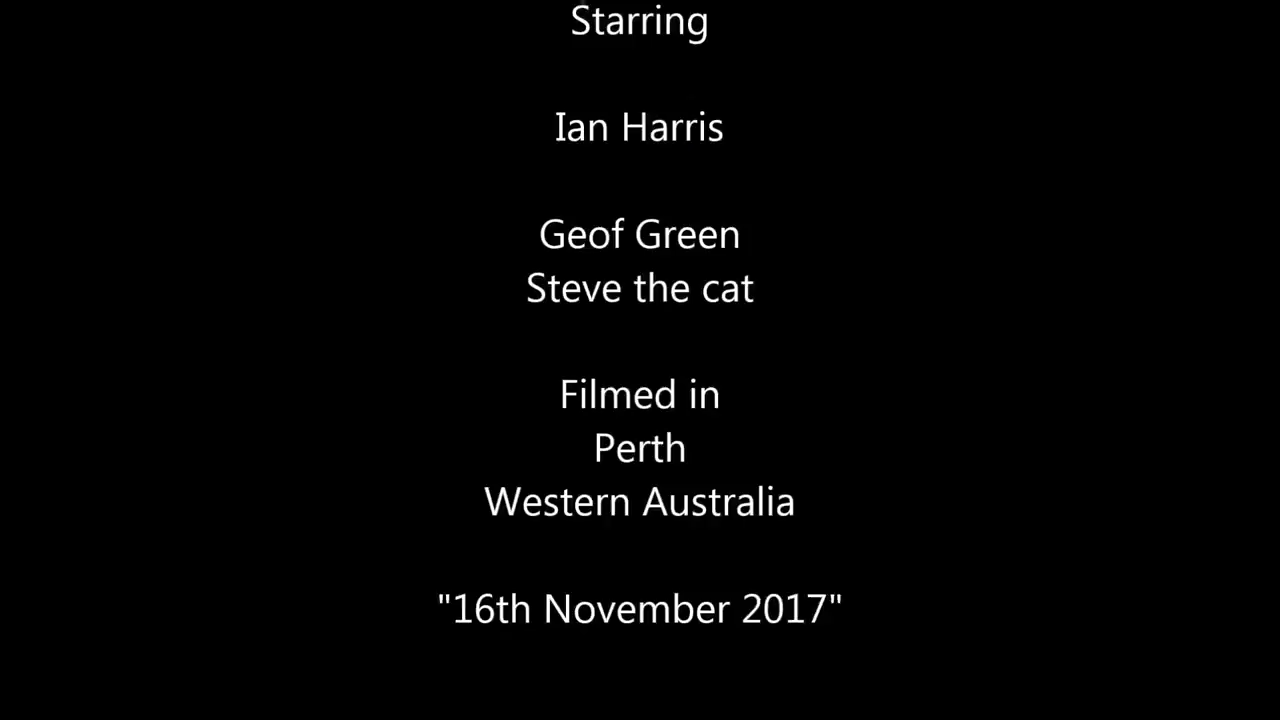 Starring
Ian Harris
Geof Green
Steve the cat
Filmed in
Perth
Western Australia
"16th November 2017"